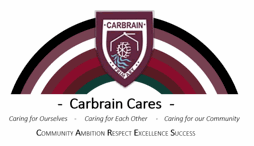 CARBRAIN
- Carbrain Cares -
Caring for Ourselves - Caring for Each Other - Caring for our Community
COMMUNITY AMBITION RESPECT EXCELLENCE SUCCESS